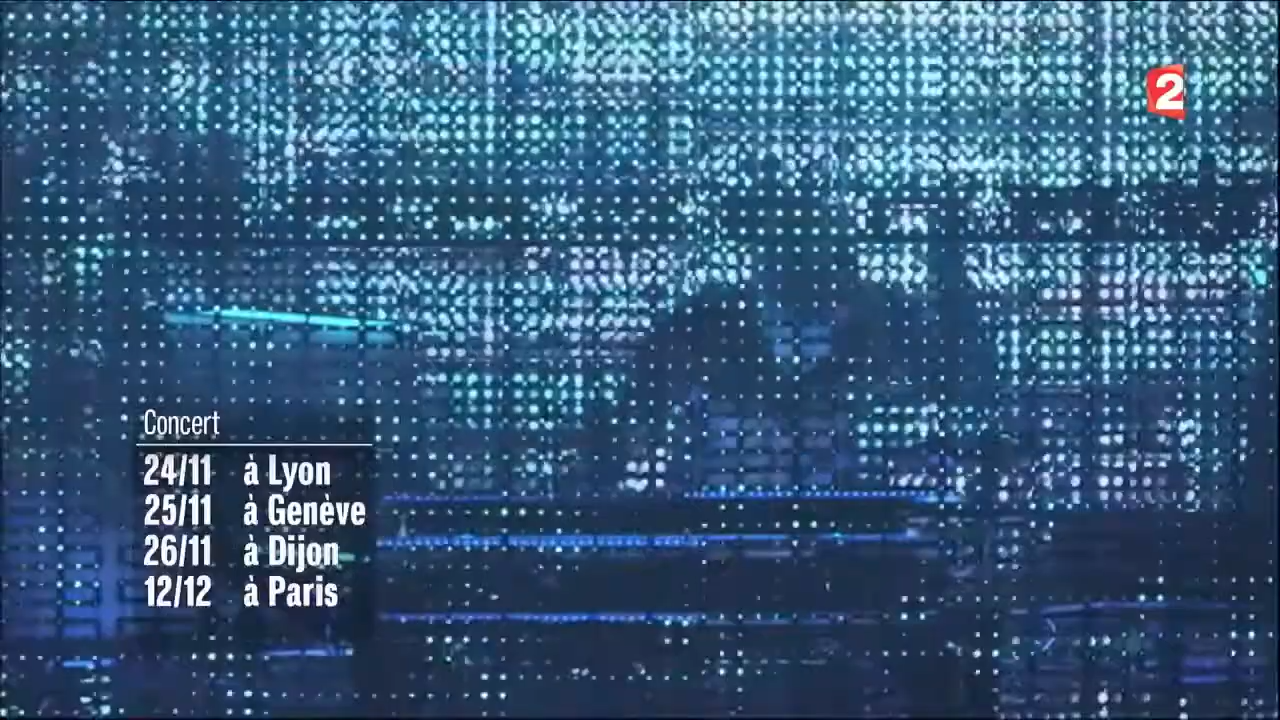 2
Concert
24/11 à Lyon
25/11 à Genève
26/11 à Dijon
12/12 à Paris